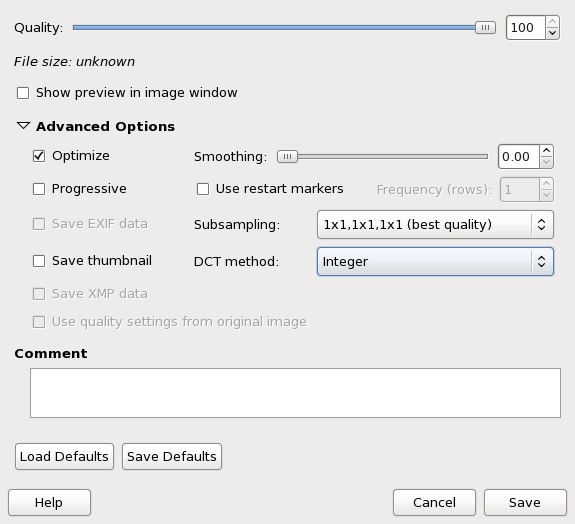 Quality: 100
File size: unknown
Show preview in image window
Advanced Options
Optimize Smoothing: 0.00
Progressive Use restart markers Frequency (rows): 1
Save EXIF data Subsampling: 1x1,1x1,1x1 (best quality)
Save thumbnail DCT method: Integer
Save XMP data
Use quality settings from original image
Comment
Load Defaults Save Defaults
Help Cancel Save